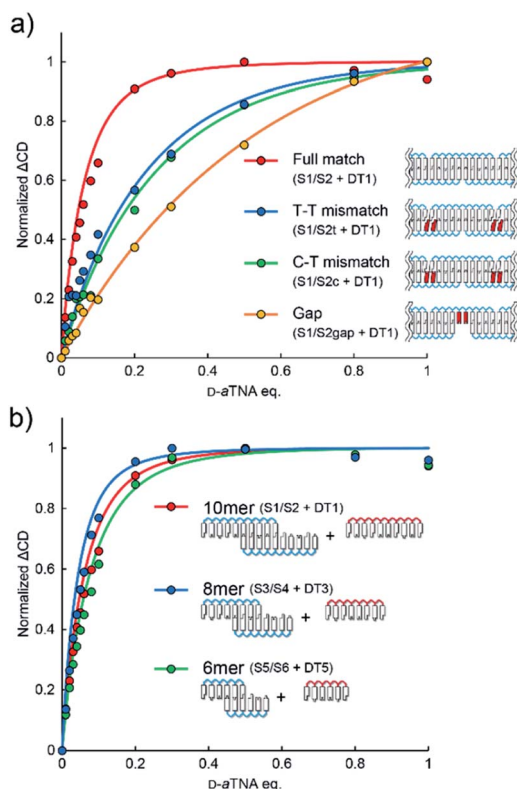 a)
Normalized ΔCD
1
0.8
0.6
0.4
0.2
0
0
0.2
0.4
0.6
0.8
1
D-aTNA eq.
Full match
(S1/S2 + DT1)
T-T mismatch
(S1/S2t + DT1)
C-T mismatch
(S1/S2c + DT1)
Gap
(S1/S2gap + DT1)
b)
Normalized ΔCD
1
0.8
0.6
0.4
0.2
0
0
0.2
0.4
0.6
0.8
1
D-aTNA eq.
10mer (S1/S2 + DT1)
+
8mer (S3/S4 + DT3)
+
6mer (S5/S6 + DT5)
+